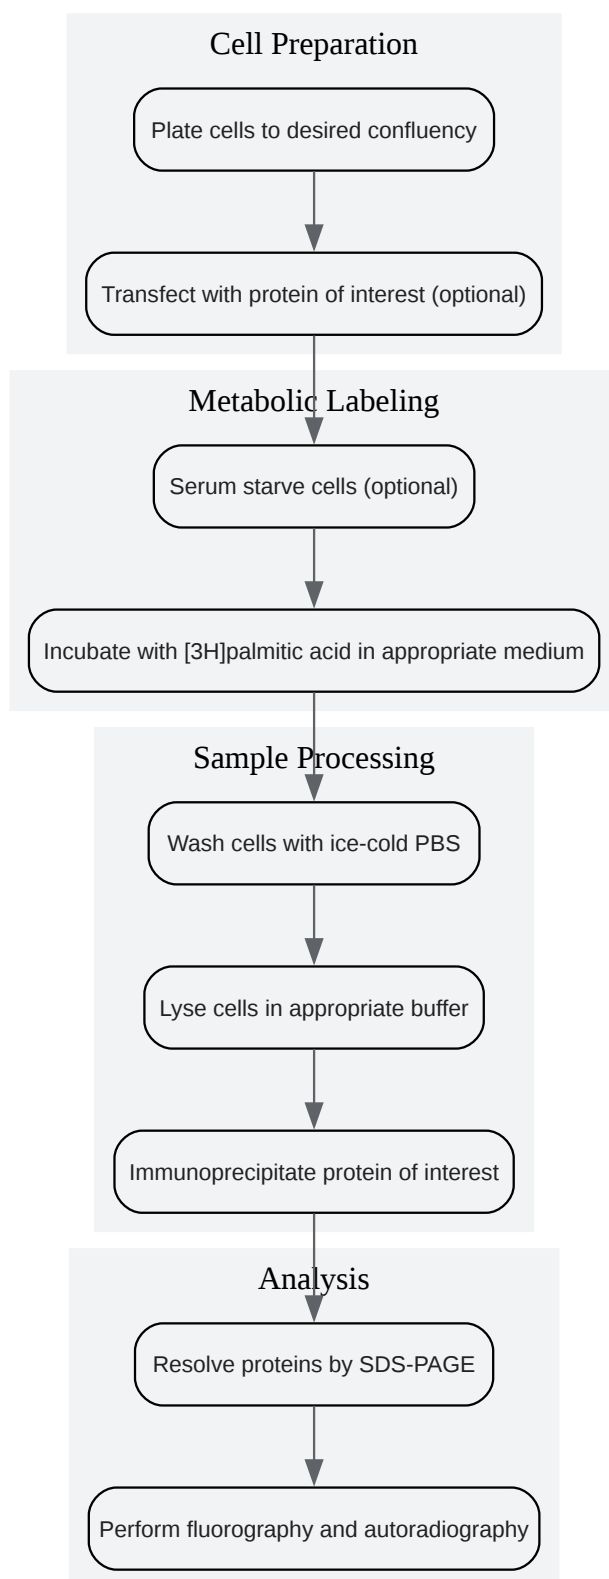 Cell Preparation
Plate cells to desired confluency
Transfect with protein of interest (optional)
Metabolic Labeling
Serum starve cells (optional)
Incubate with [3H]palmitic acid in appropriate medium
Sample Processing
Wash cells with ice-cold PBS
Lyse cells in appropriate buffer
Immunoprecipitate protein of interest
Analysis
Resolve proteins by SDS-PAGE
Perform fluorography and autoradiography